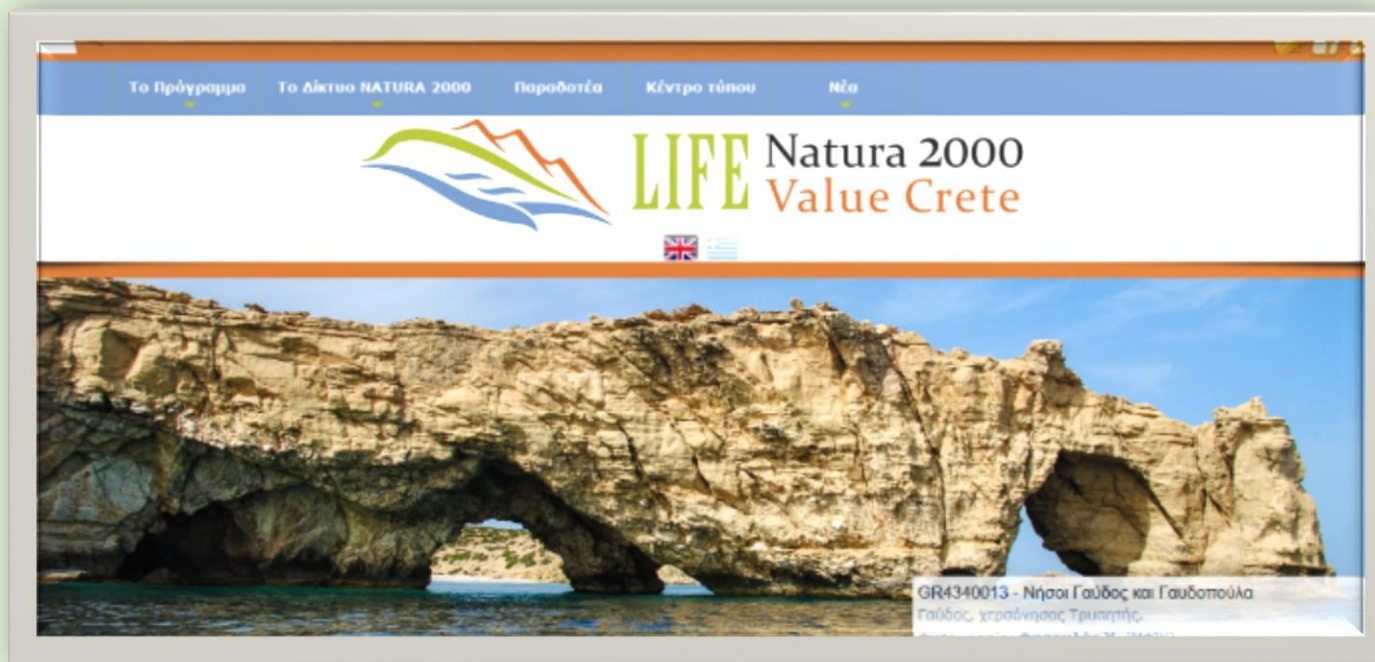 Το Πρόγραμμα Το Δίκτυο NATURA 2000 Παραδοτέα Κέντρο τύπου Νέα
LIFE Natura 2000
Value Crete
GR4340013 - Νήσοι Γαύδος και Γαυδοπούλα
Γαύδος, χερσόνησος Τρυπητής.